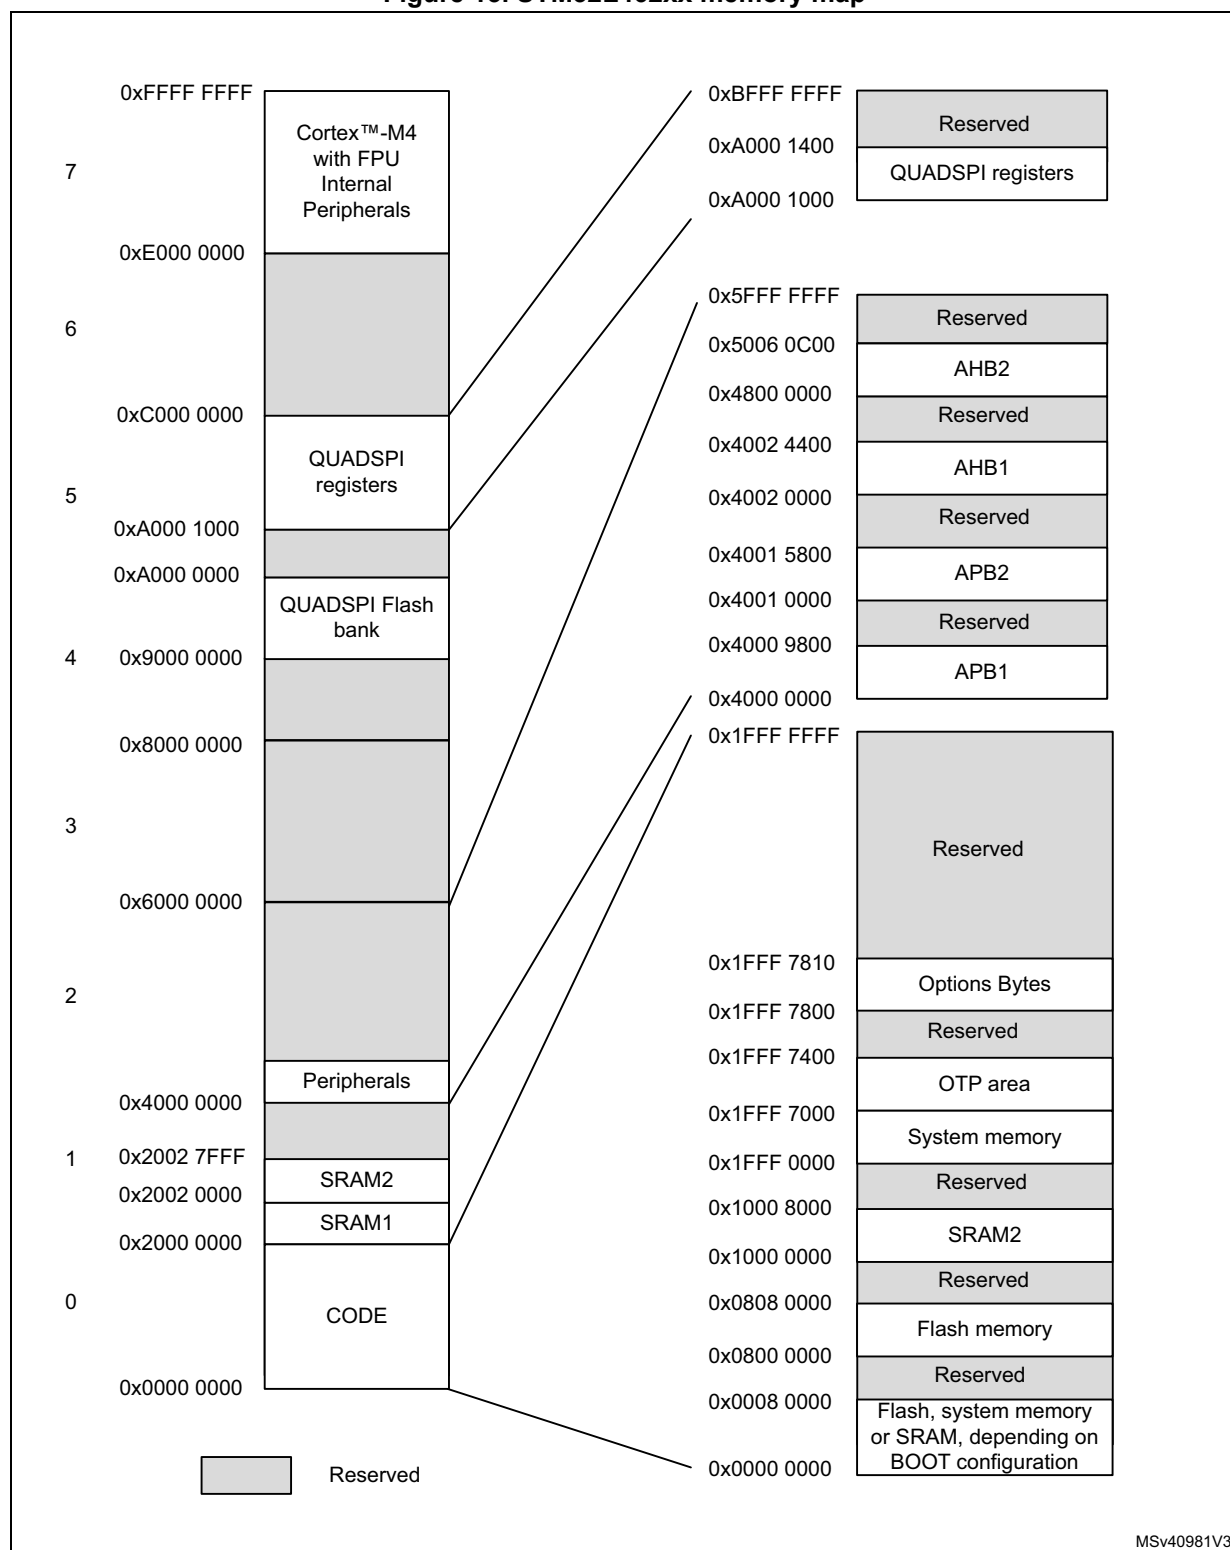 0xFFFF FFFF
Cortex™-M4
with FPU
Internal
Peripherals
7
0xE000 0000
6
0xC000 0000
QUADSPI
registers
5
0xA000 1000
0xA000 0000
QUADSPI Flash
bank
4
0x9000 0000
0x8000 0000
3
0x6000 0000
2
Peripherals
0x4000 0000
1
0x2002 7FFF
SRAM2
0x2002 0000
SRAM1
0x2000 0000
0
CODE
0x0000 0000
Reserved
0xBFFF FFFF
Reserved
0xA000 1400
QUADSPI registers
0xA000 1000
0x5FFF FFFF
Reserved
0x5006 0C00
AHB2
0x4800 0000
Reserved
0x4002 4400
AHB1
0x4002 0000
Reserved
0x4001 5800
APB2
0x4001 0000
Reserved
0x4000 9800
APB1
0x4000 0000
0x1FFF FFFF
Reserved
0x1FFF 7810
Options Bytes
0x1FFF 7800
Reserved
0x1FFF 7400
OTP area
0x1FFF 7000
System memory
0x1FFF 0000
Reserved
0x1000 8000
SRAM2
0x1000 0000
Reserved
0x0808 0000
Flash memory
0x0800 0000
Reserved
0x0008 0000
Flash, system memory
or SRAM, depending on
BOOT configuration
0x0000 0000
MSv40981V3